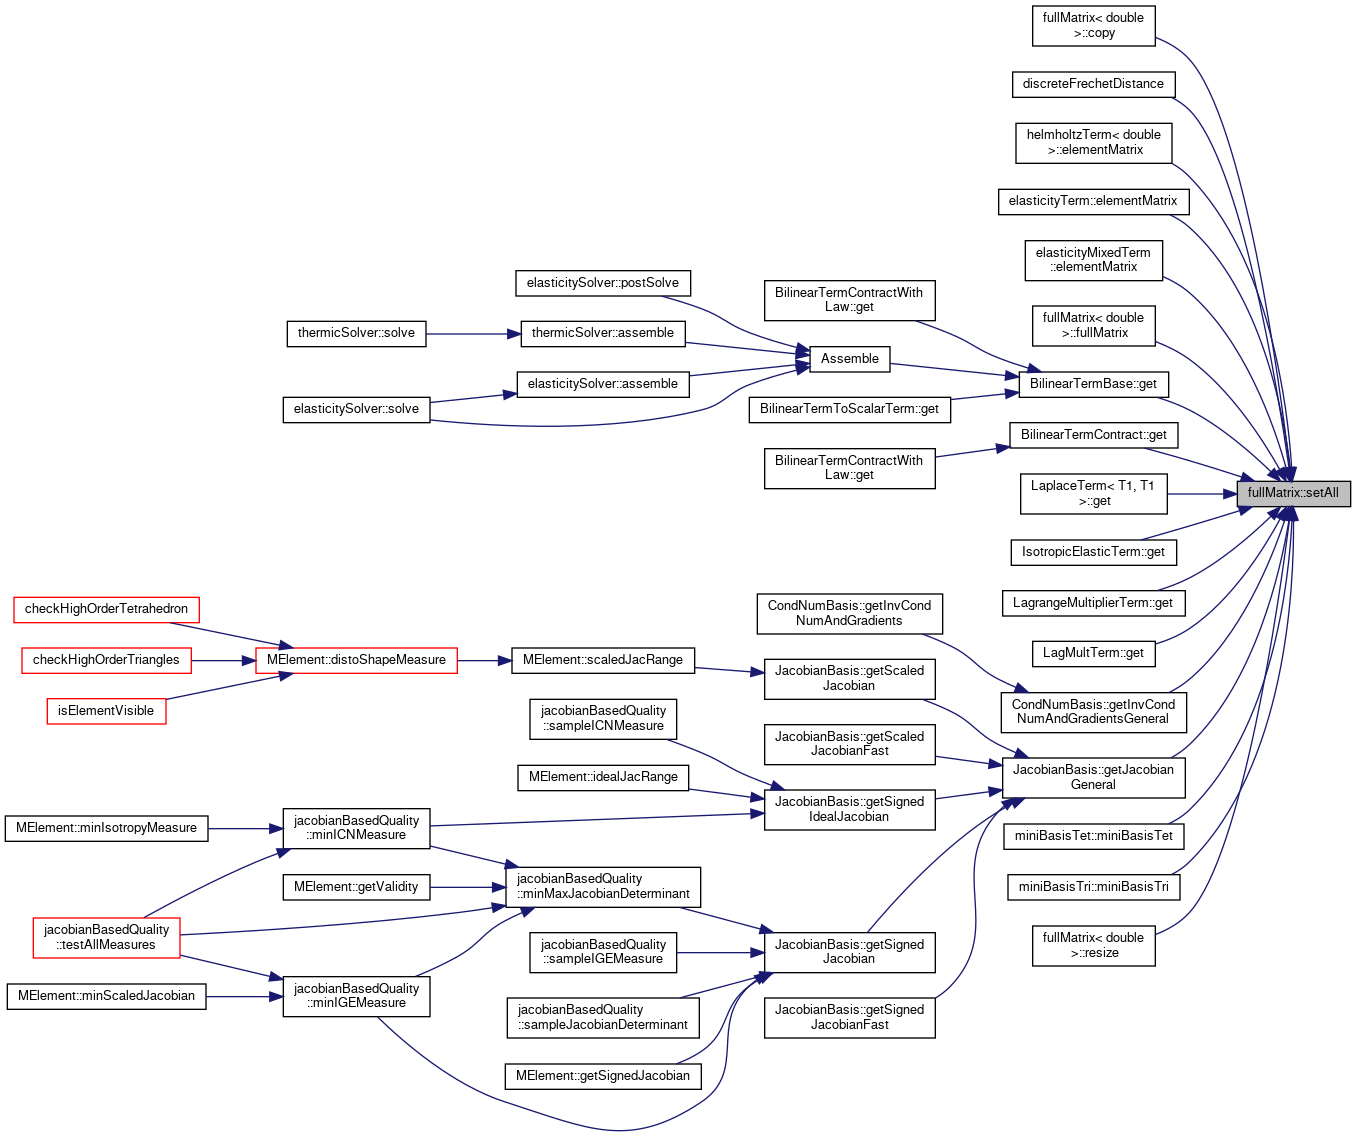 fullMatrix< double
>::copy
discreteFrechetDistance
helmholtzTerm< double
>::elementMatrix
elasticityTerm::elementMatrix
elasticityMixedTerm
::elementMatrix
fullMatrix< double
>::fullMatrix
BilinearTermBase::get
BilinearTermContract::get
LaplaceTerm< T1, T1
>::get
IsotropicElasticTerm::get
LagrangeMultiplierTerm::get
LagMultTerm::get
CondNumBasis::getInvCond
NumAndGradientsGeneral
JacobianBasis::getJacobian
General
miniBasisTet::miniBasisTet
miniBasisTri::miniBasisTri
fullMatrix< double
>::resize
fullMatrix::setAll
BilinearTermContractWith
Law::get
Assemble
BilinearTermToScalarTerm::get
BilinearTermContractWith
Law::get
elasticitySolver::postSolve
thermicSolver::assemble
thermicSolver::solve
elasticitySolver::assemble
elasticitySolver::solve
CondNumBasis::getInvCond
NumAndGradients
JacobianBasis::getScaled
Jacobian
JacobianBasis::getScaled
JacobianFast
JacobianBasis::getSigned
IdealJacobian
JacobianBasis::getSigned
Jacobian
JacobianBasis::getSigned
JacobianFast
MElement::scaledJacRange
MElement::distoShapeMeasure
checkHighOrderTetrahedron
checkHighOrderTriangles
isElementVisible
jacobianBasedQuality
::sampleICNMeasure
MElement::idealJacRange
jacobianBasedQuality
::minICNMeasure
MElement::minIsotropyMeasure
jacobianBasedQuality
::minMaxJacobianDeterminant
MElement::getValidity
jacobianBasedQuality
::testAllMeasures
jacobianBasedQuality
::sampleIGEMeasure
jacobianBasedQuality
::minIGEMeasure
MElement::minScaledJacobian
jacobianBasedQuality
::sampleJacobianDeterminant
MElement::getSignedJacobian